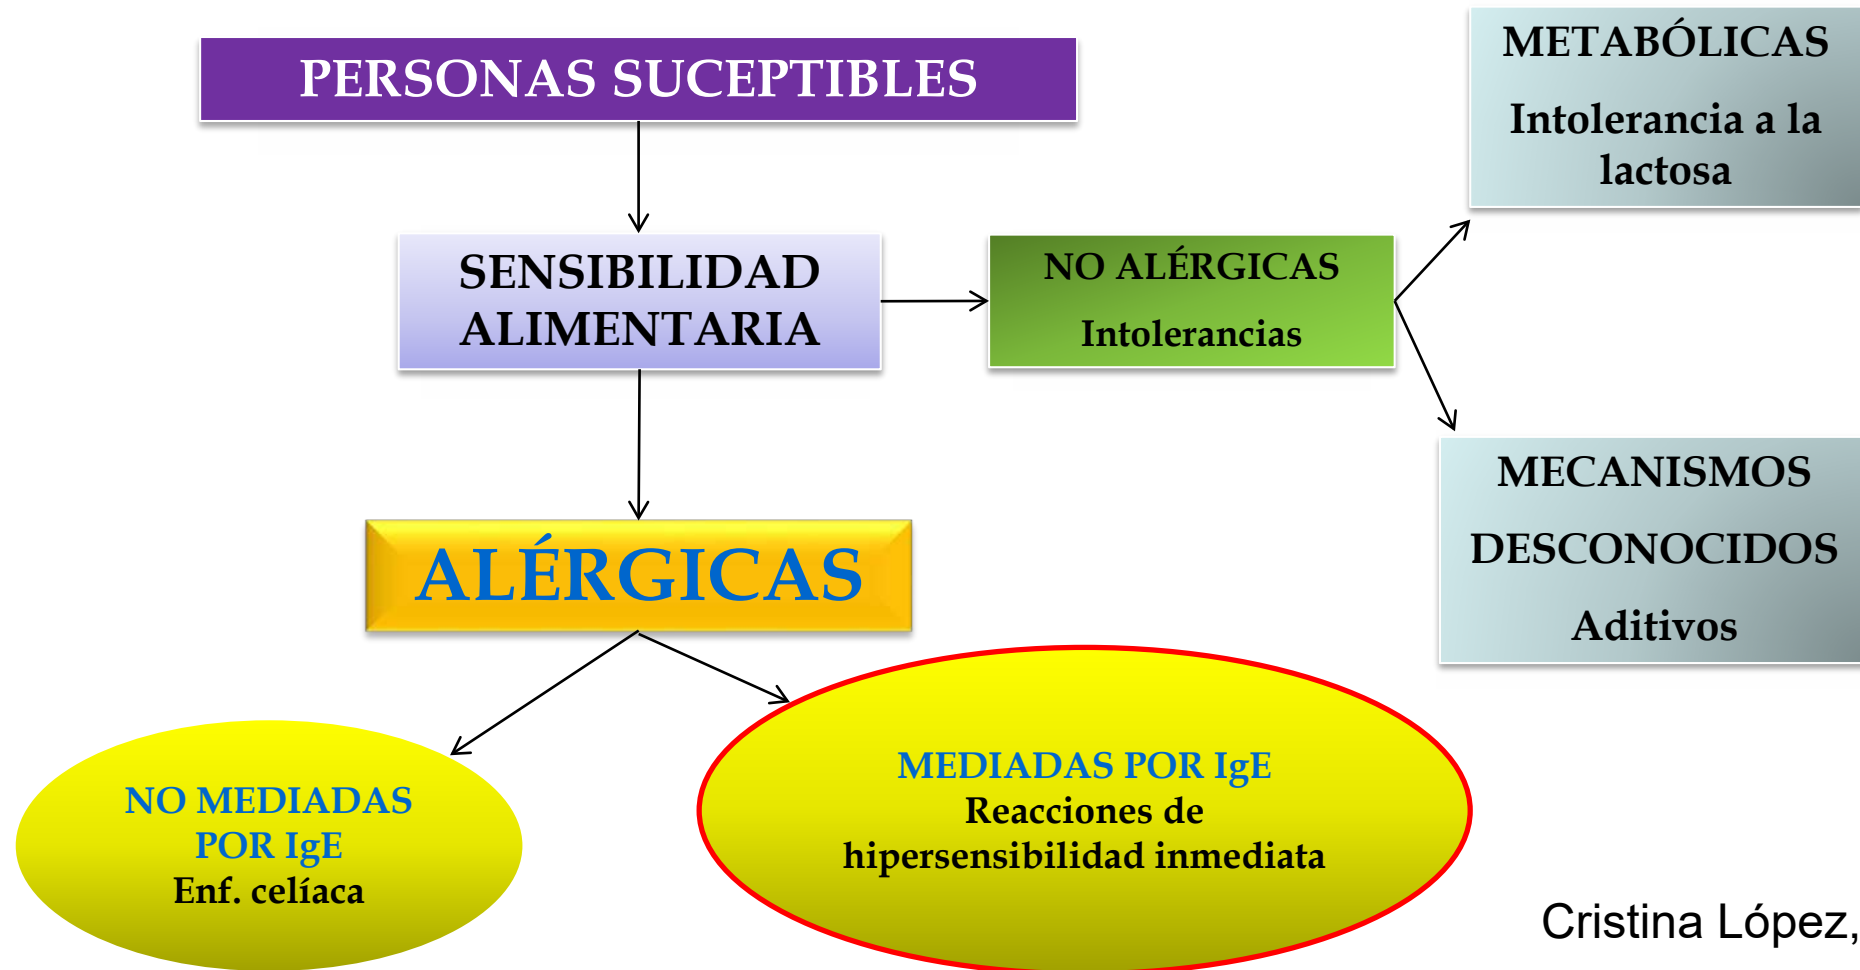 PERSONAS SUCEPTIBLES
METABÓLICAS
Intolerancia a la
lactosa
SENSIBILIDAD
ALIMENTARIA
NO ALÉRGICAS
Intolerancias
MECANISMOS
DESCONOCIDOS
Aditivos
ALÉRGICAS
NO MEDIADAS
POR IgE
Enf. celíaca
MEDIADAS POR IgE
Reacciones de
hipersensibilidad inmediata
Cristina López,